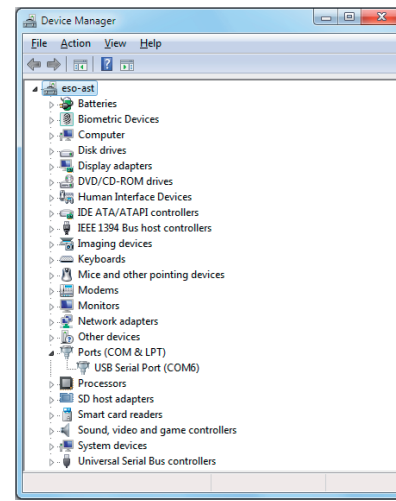 Device Manager
File Action View Help
eso-ast
Batteries
Biometric Devices
Computer
Disk drives
Display adapters
DVD/CD-ROM drives
Human Interface Devices
IDE ATA/ATAPI controllers
IEEE 1394 Bus host controllers
Imaging devices
Keyboards
Mice and other pointing devices
Modems
Monitors
Network adapters
Other devices
Ports (COM & LPT)
USB Serial Port (COM6)
Processors
SD host adapters
Smart card readers
Sound, video and game controllers
System devices
Universal Serial Bus controllers